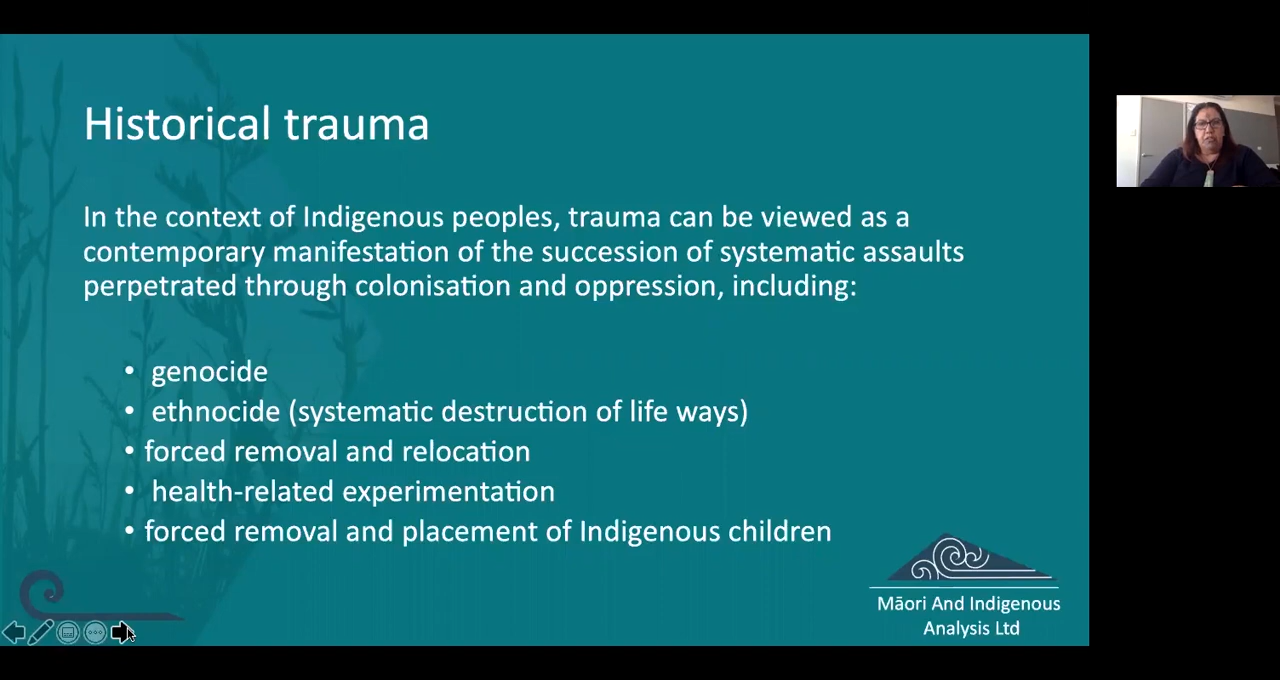 Historical trauma
In the context of Indigenous peoples, trauma can be viewed as a
contemporary manifestation of the succession of systematic assaults
perpetrated through colonisation and oppression, including:
• genocide
• ethnocide (systematic destruction of life ways)
• forced removal and relocation
• health-related experimentation
• forced removal and placement of Indigenous children
Māori And Indigenous
Analysis Ltd